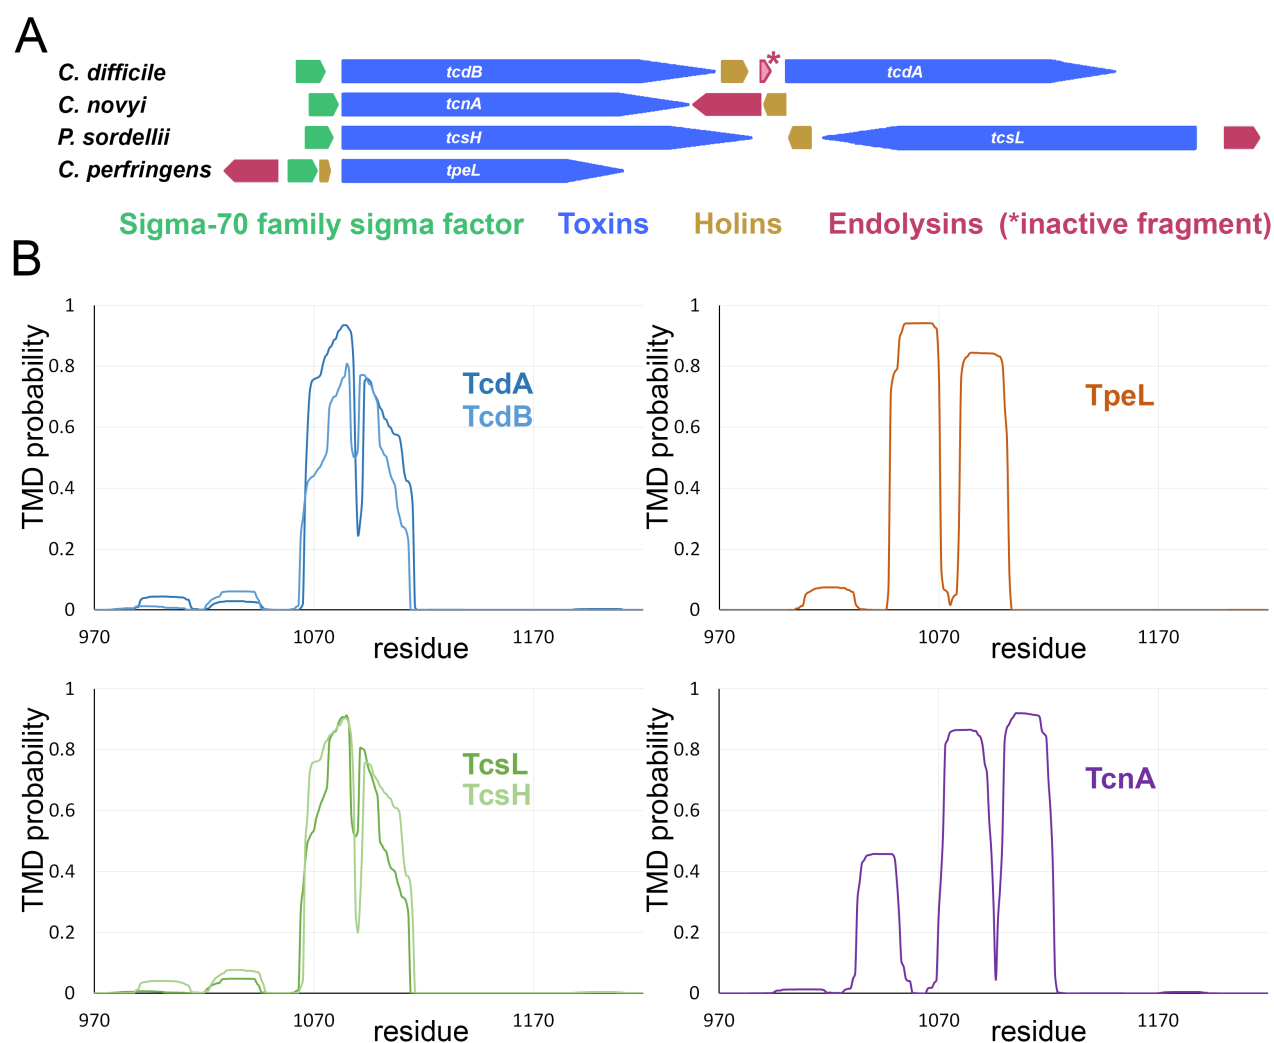 A
C. difficile tcdB * tcdA
C. novyi tcnA
P. sordellii tcsH tcsL
C. perfringens tpeL
Sigma-70 family sigma factor Toxins Holins Endolysins (*inactive fragment)
B
TMD probability
1
0.8
0.6
0.4
0.2
0
970 1070 1170
residue
TcdA
TcdB
TMD probability
1
0.8
0.6
0.4
0.2
0
970 1070 1170
residue
TpeL
TMD probability
1
0.8
0.6
0.4
0.2
0
970 1070 1170
residue
TcsL
TcsH
TMD probability
1
0.8
0.6
0.4
0.2
0
970 1070 1170
residue
TcnA